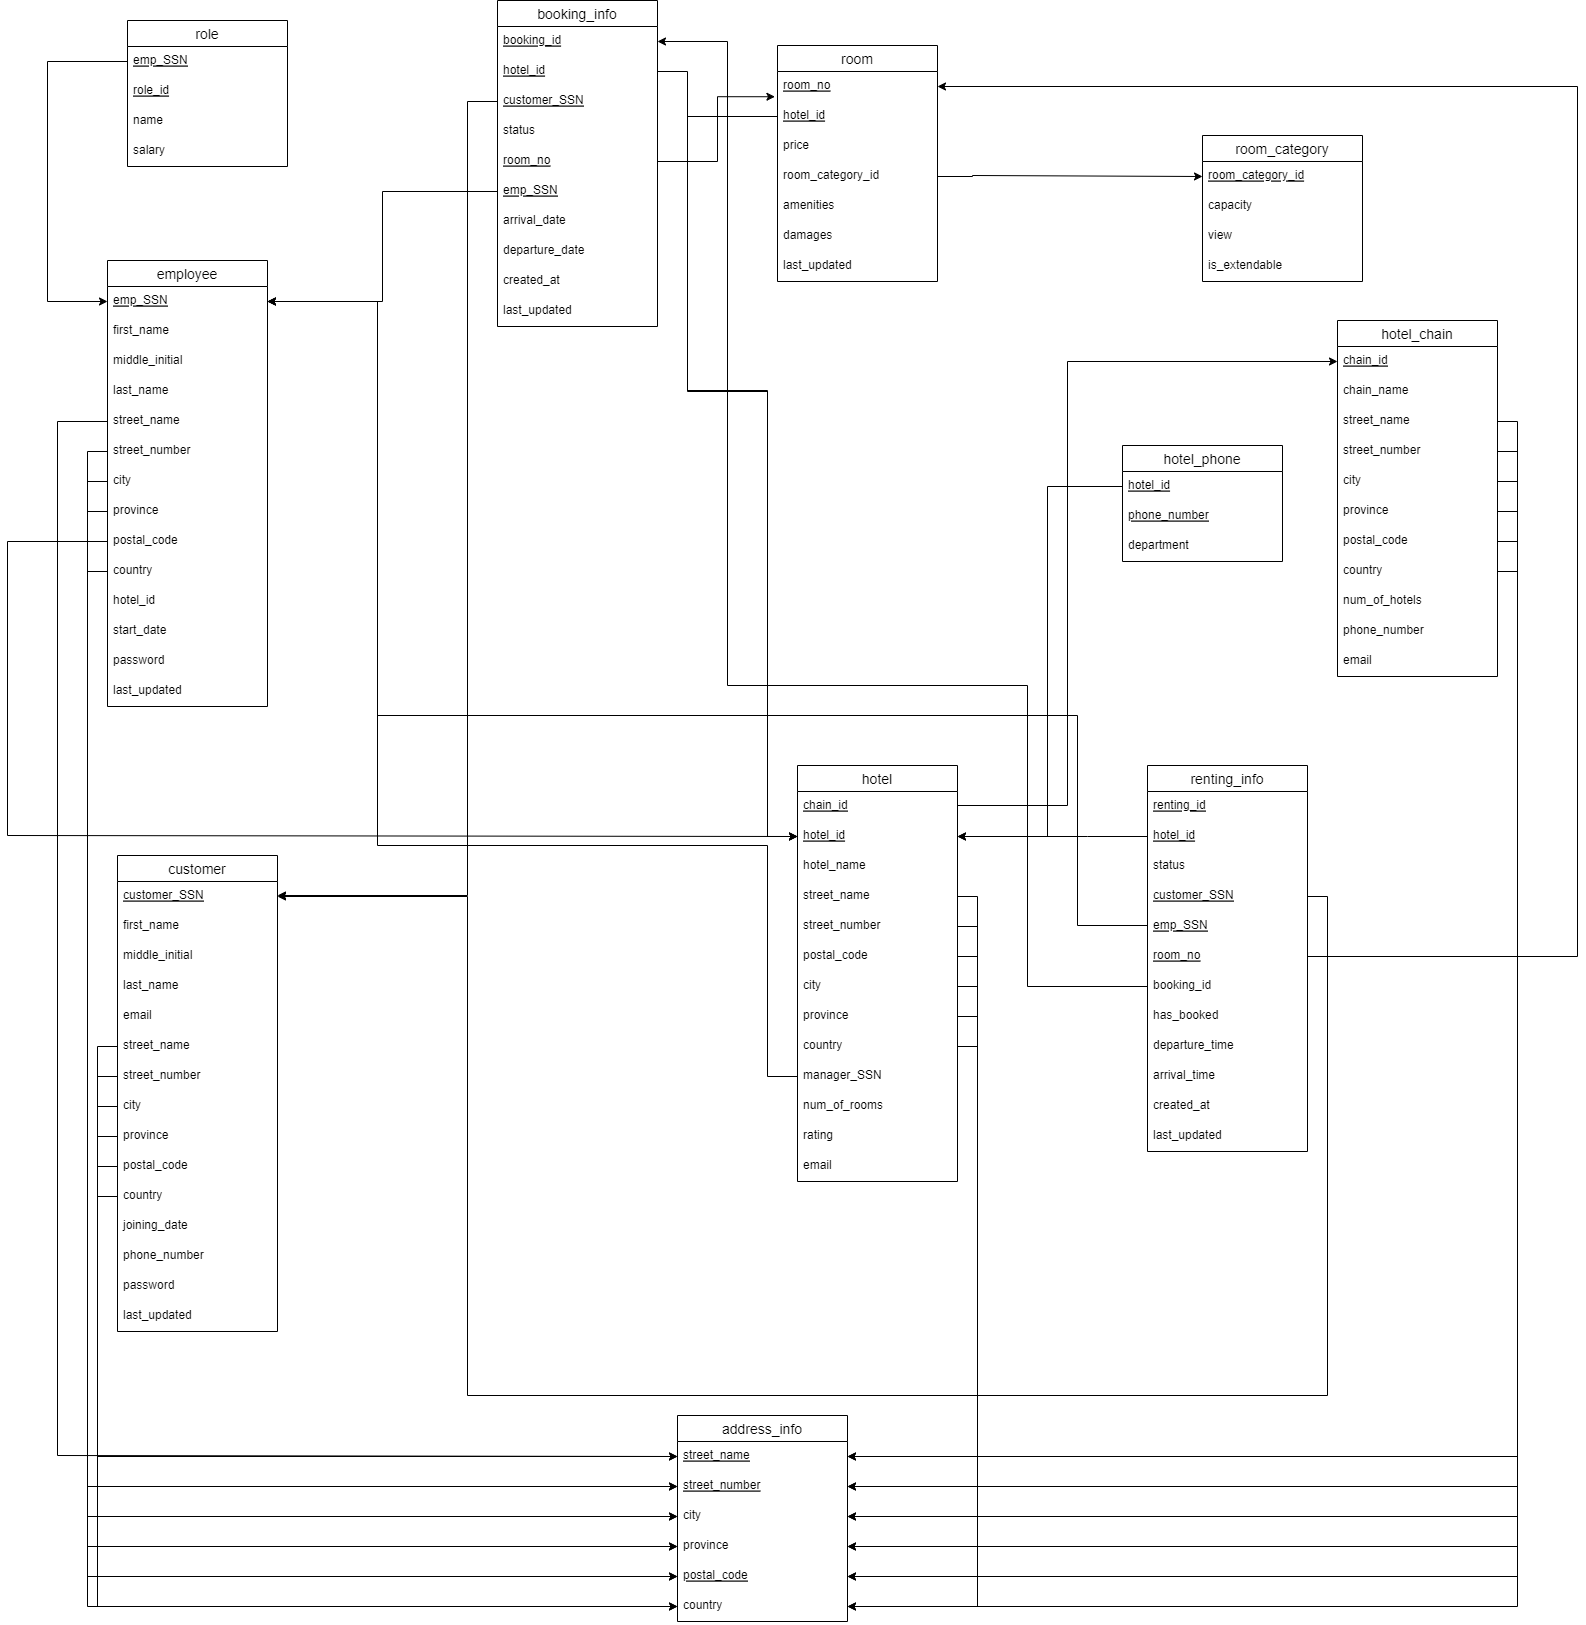 role
emp_SSN
role_id
name
salary
booking_info
booking_id
hotel_id
customer_SSN
status
room_no
emp_SSN
arrival_date
departure_date
created_at
last_updated
room
room_no
hotel_id
price
room_category_id
amenities
damages
last_updated
room_category
room_category_id
capacity
view
is_extendable
employee
emp_SSN
first_name
middle_initial
last_name
street_name
street_number
city
province
postal_code
country
hotel_id
start_date
password
last_updated
hotel_chain
chain_id
chain_name
street_name
street_number
city
province
postal_code
country
num_of_hotels
phone_number
email
hotel_phone
hotel_id
phone_number
department
hotel
chain_id
hotel_id
hotel_name
street_name
street_number
postal_code
city
province
country
manager_SSN
num_of_rooms
rating
email
renting_info
renting_id
hotel_id
status
customer_SSN
emp_SSN
room_no
booking_id
has_booked
departure_time
arrival_time
created_at
last_updated
customer
customer_SSN
first_name
middle_initial
last_name
email
street_name
street_number
city
province
postal_code
country
joining_date
phone_number
password
last_updated
address_info
street_name
street_number
city
province
postal_code
country